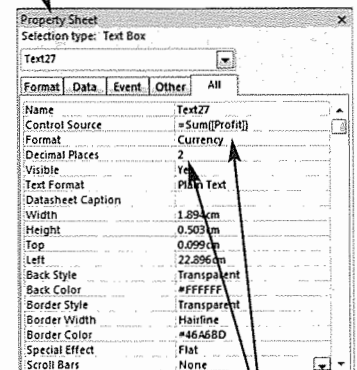 Property Sheet ×
Selection type: Text Box
Text27
Format Data Event Other All
Name Text27
Control Source =Sum([Profit])
Format Currency
Decimal Places 2
Visible Yes
Text Format Plain Text
Datasheet Caption
Width 1.894cm
Height 0.503cm
Top 0.099cm
Left 22.896cm
Back Style Transparent
Back Color #FFFFFF
Border Style Transparent
Border Width Hairline
Border Color #46A6BD
Special Effect Flat
Scroll Bars None